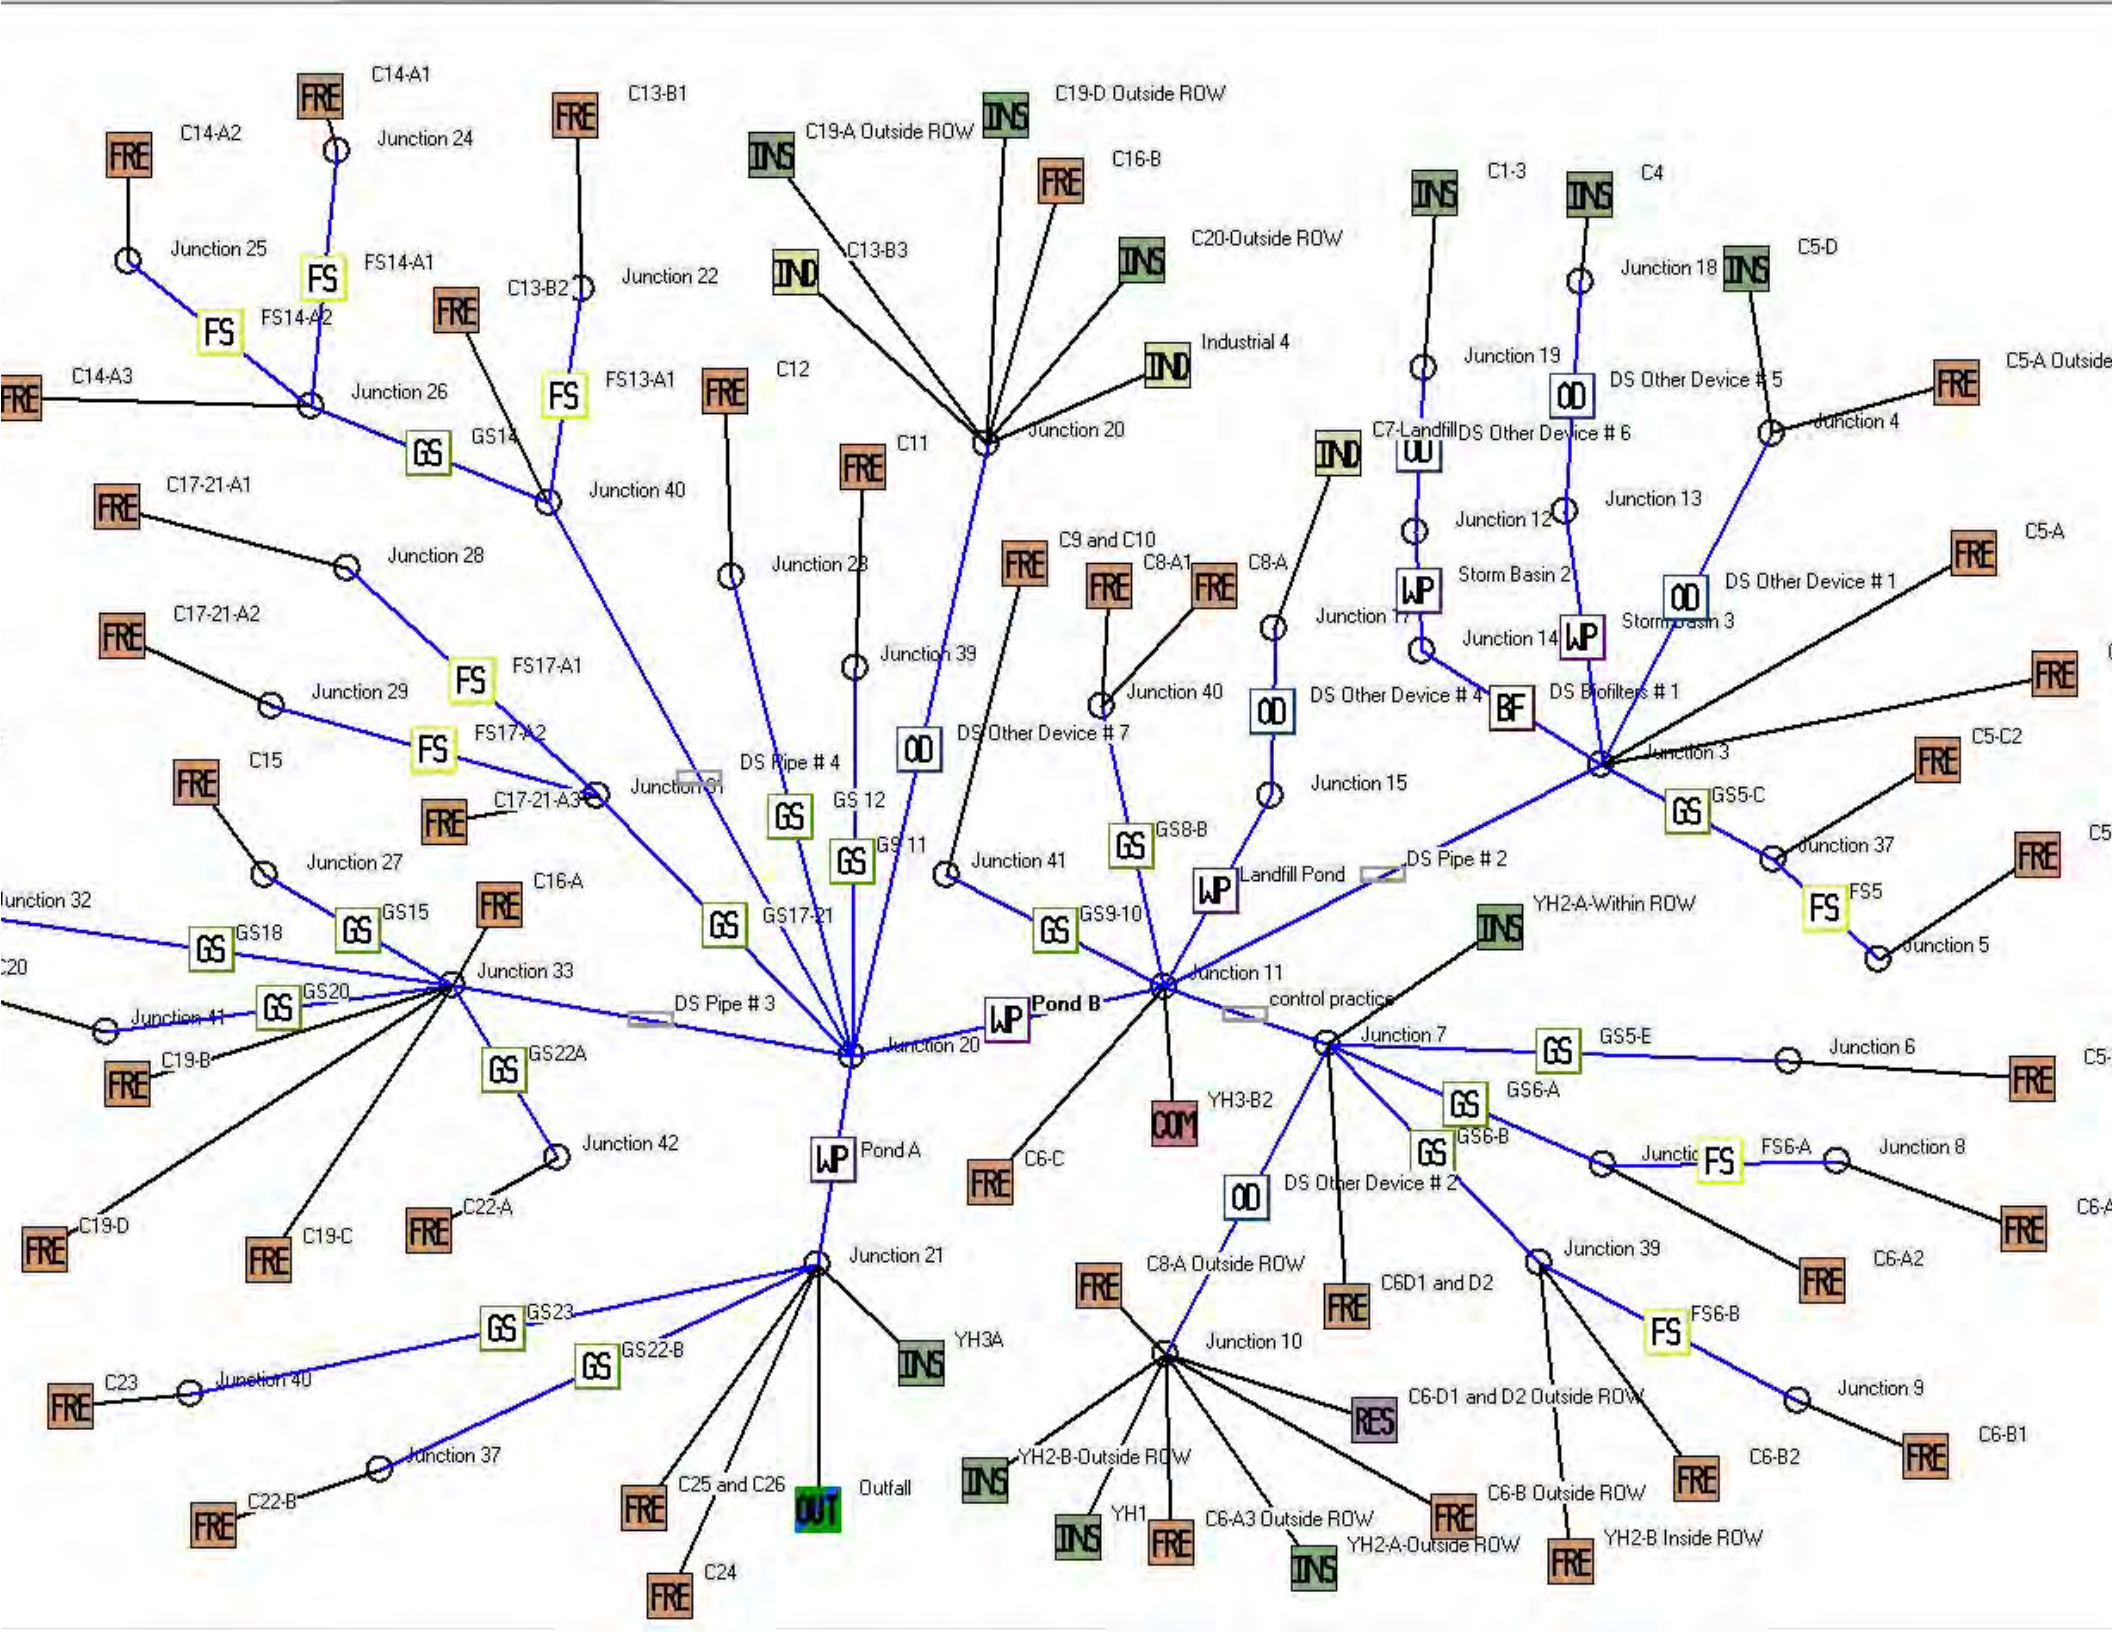 C14-A1
FRE
C14-A2
FRE
Junction 24
C13-B1
FRE
C19-D Outside ROW
INS
C19-A Outside ROW
INS
C16-B
FRE
C1-3
INS
C4
INS
Junction 25
FS14-A1
FS
FS14-A2
FS
C13-B2
FRE
Junction 22
C13-B3
IND
C20-Outside ROW
INS
Junction 18
C5-D
INS
C14-A3
FRE
Junction 26
FS13-A1
FS
C12
FRE
Industrial 4
IND
Junction 19
DS Other Device # 5
OD
C5-A Outside
FRE
GS14
GS
C11
FRE
Junction 20
C7-Landfill
IND
DS Other Device # 6
OD
Junction 4
C17-21-A1
FRE
Junction 40
Junction 12
Junction 13
Junction 28
Junction 23
C9 and C10
FRE
C8-A1
FRE
C8-A
FRE
Storm Basin 2
WP
DS Other Device # 1
OD
C5-A
FRE
C17-21-A2
FRE
Junction 17
Junction 14
Storm Basin 3
WP
FS17-A1
FS
Junction 39
FRE
Junction 29
Junction 40
DS Other Device # 4
OD
DS Biofilters # 1
BF
FS17-A2
FS
DS Other Device # 7
OD
C15
FRE
DS Pipe # 4
Junction 3
C5-C2
FRE
Junction 31
C17-21-A3
FRE
GS 12
GS
Junction 15
GS5-C
GS
GS 11
GS
GS8-B
GS
Junction 27
C16-A
FRE
Junction 41
Landfill Pond
WP
DS Pipe # 2
Junction 37
C5
FRE
Junction 32
GS15
GS
GS17-21
GS
GS9-10
GS
YH2-A-Within ROW
INS
FS5
FS
GS18
GS
Junction 5
C20
GS20
GS
Junction 33
DS Pipe # 3
Pond B
WP
Junction 11
control practice
Junction 41
Junction 20
Junction 7
GS5-E
GS
Junction 6
C5-
FRE
C19-B
FRE
GS22A
GS
YH3-B2
COM
GS6-A
GS
Junction 42
Pond A
WP
C6-C
FRE
GS6-B
GS
Junctio
FS6-A
FS
Junction 8
DS Other Device # 2
OD
C19-D
FRE
C19-C
FRE
C22-A
FRE
C6-A
FRE
Junction 21
C8-A Outside ROW
FRE
C6D1 and D2
FRE
Junction 39
C6-A2
FRE
GS23
GS
GS22-B
GS
YH3A
INS
Junction 10
FS6-B
FS
C23
FRE
Junction 40
C6-D1 and D2 Outside ROW
RES
Junction 9
Junction 37
C6-B1
FRE
C22-B
FRE
C25 and C26
FRE
Outfall
OUT
YH2-B-Outside ROW
INS
C6-B Outside ROW
FRE
C6-B2
FRE
YH1
INS
C6-A3 Outside ROW
FRE
YH2-A-Outside ROW
INS
YH2-B Inside ROW
FRE
C24
FRE